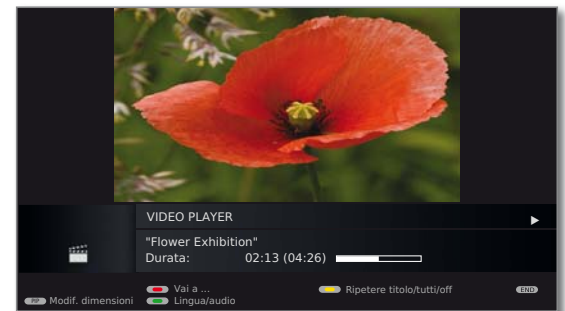 VIDEO PLAYER
"Flower Exhibition"
Durata: 02:13 (04:26)
Vai a ... Ripetere titolo/tutti/off END
PIP Modif. dimensioni Lingua/audio